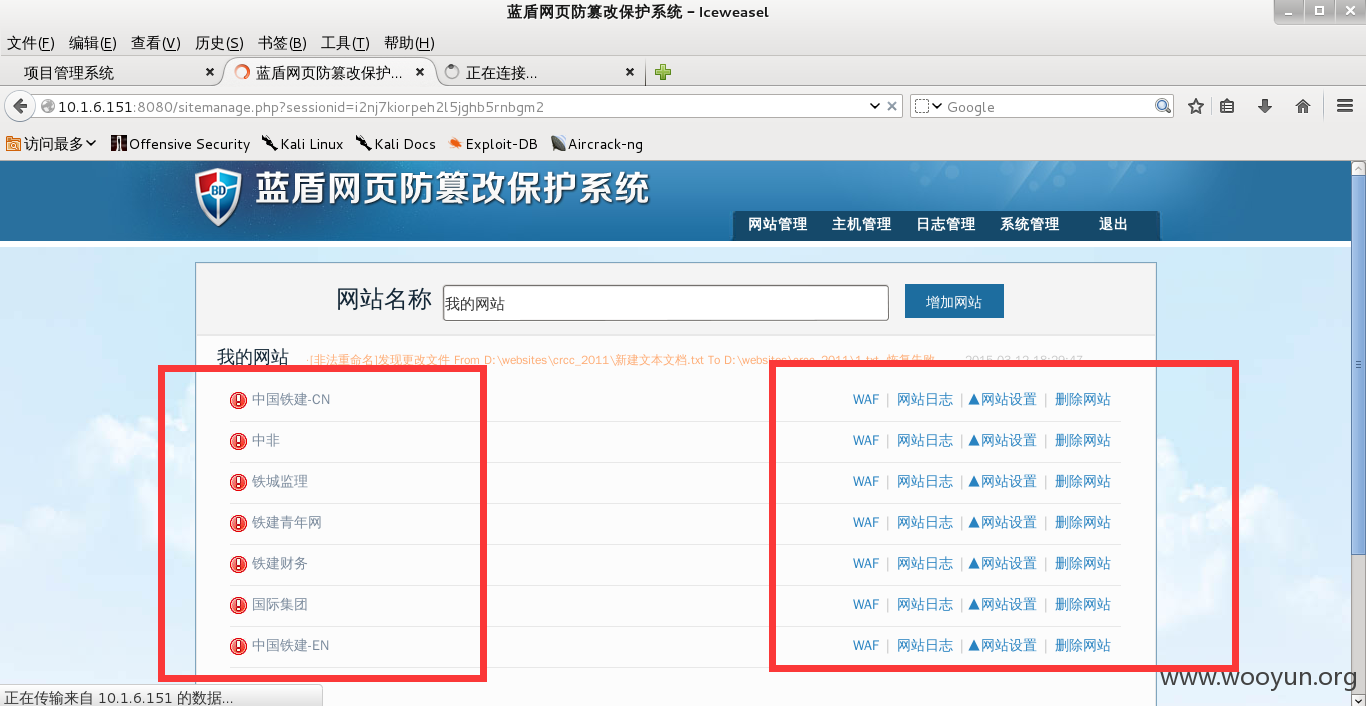 蓝盾网页防篡改保护系统 - Iceweasel
文件(F) 编辑(E) 查看(V) 历史(S) 书签(B) 工具(T) 帮助(H)
项目管理系统 蓝盾网页防篡改保护... 正在连接...
10.1.6.151:8080/sitemanage.php?sessionid=i2nj7kiorpeh2l5jghb5rnbgm2 Google
访问最多 Offensive Security Kali Linux Kali Docs Exploit-DB Aircrack-ng
BD 蓝盾网页防篡改保护系统
网站管理 主机管理 日志管理 系统管理 退出
网站名称 我的网站 增加网站
我的网站 ·[非法重命名]发现更改文件 From D:\websites\crcc_2011\新建文本文档.txt To D:\websites\crcc_2011\1.txt 恢复失败 2015-03-12 18:29:47
中国铁建-CN WAF | 网站日志 | ▲网站设置 | 删除网站
中非 WAF | 网站日志 | ▲网站设置 | 删除网站
铁城监理 WAF | 网站日志 | ▲网站设置 | 删除网站
铁建青年网 WAF | 网站日志 | ▲网站设置 | 删除网站
铁建财务 WAF | 网站日志 | ▲网站设置 | 删除网站
国际集团 WAF | 网站日志 | ▲网站设置 | 删除网站
中国铁建-EN WAF | 网站日志 | ▲网站设置 | 删除网站
www.wooyun.org
正在传输来自 10.1.6.151 的数据...